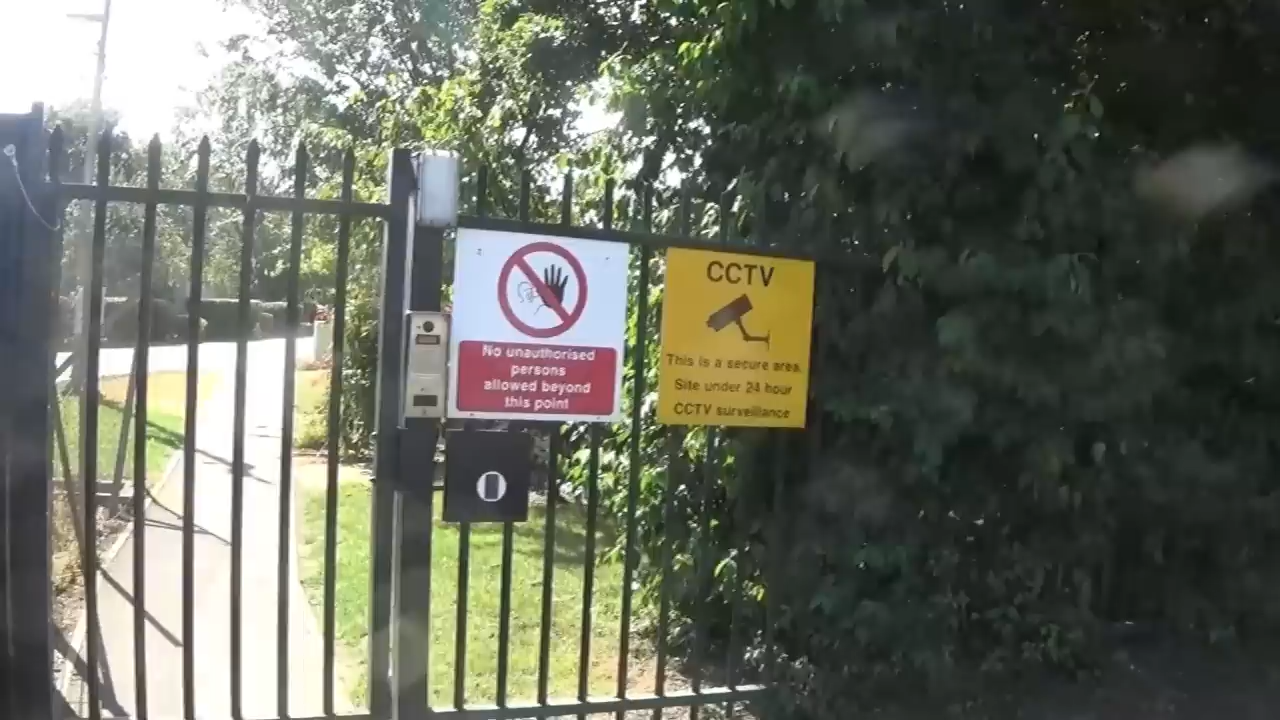 No unauthorised
persons
allowed beyond
this point
CCTV
This is a secure area.
Site under 24 hour
CCTV surveillance